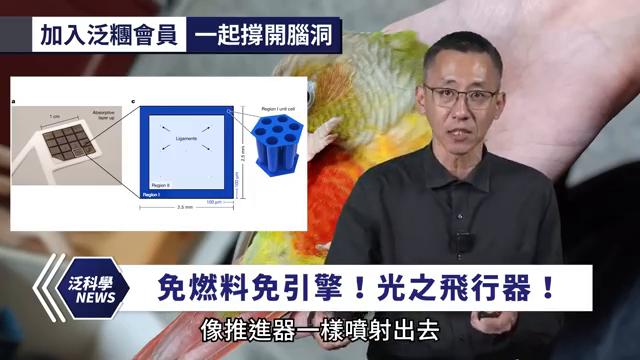 加入泛糰會員 一起撐開腦洞
a
c
1 cm
Absorptive
layer up
Region I unit cell
Ligaments
2.5 mm
100 μm
Region II
Region I
100 μm
2.5 mm
泛科學
NEWS
免燃料免引擎！光之飛行器！
像推進器一樣噴射出去